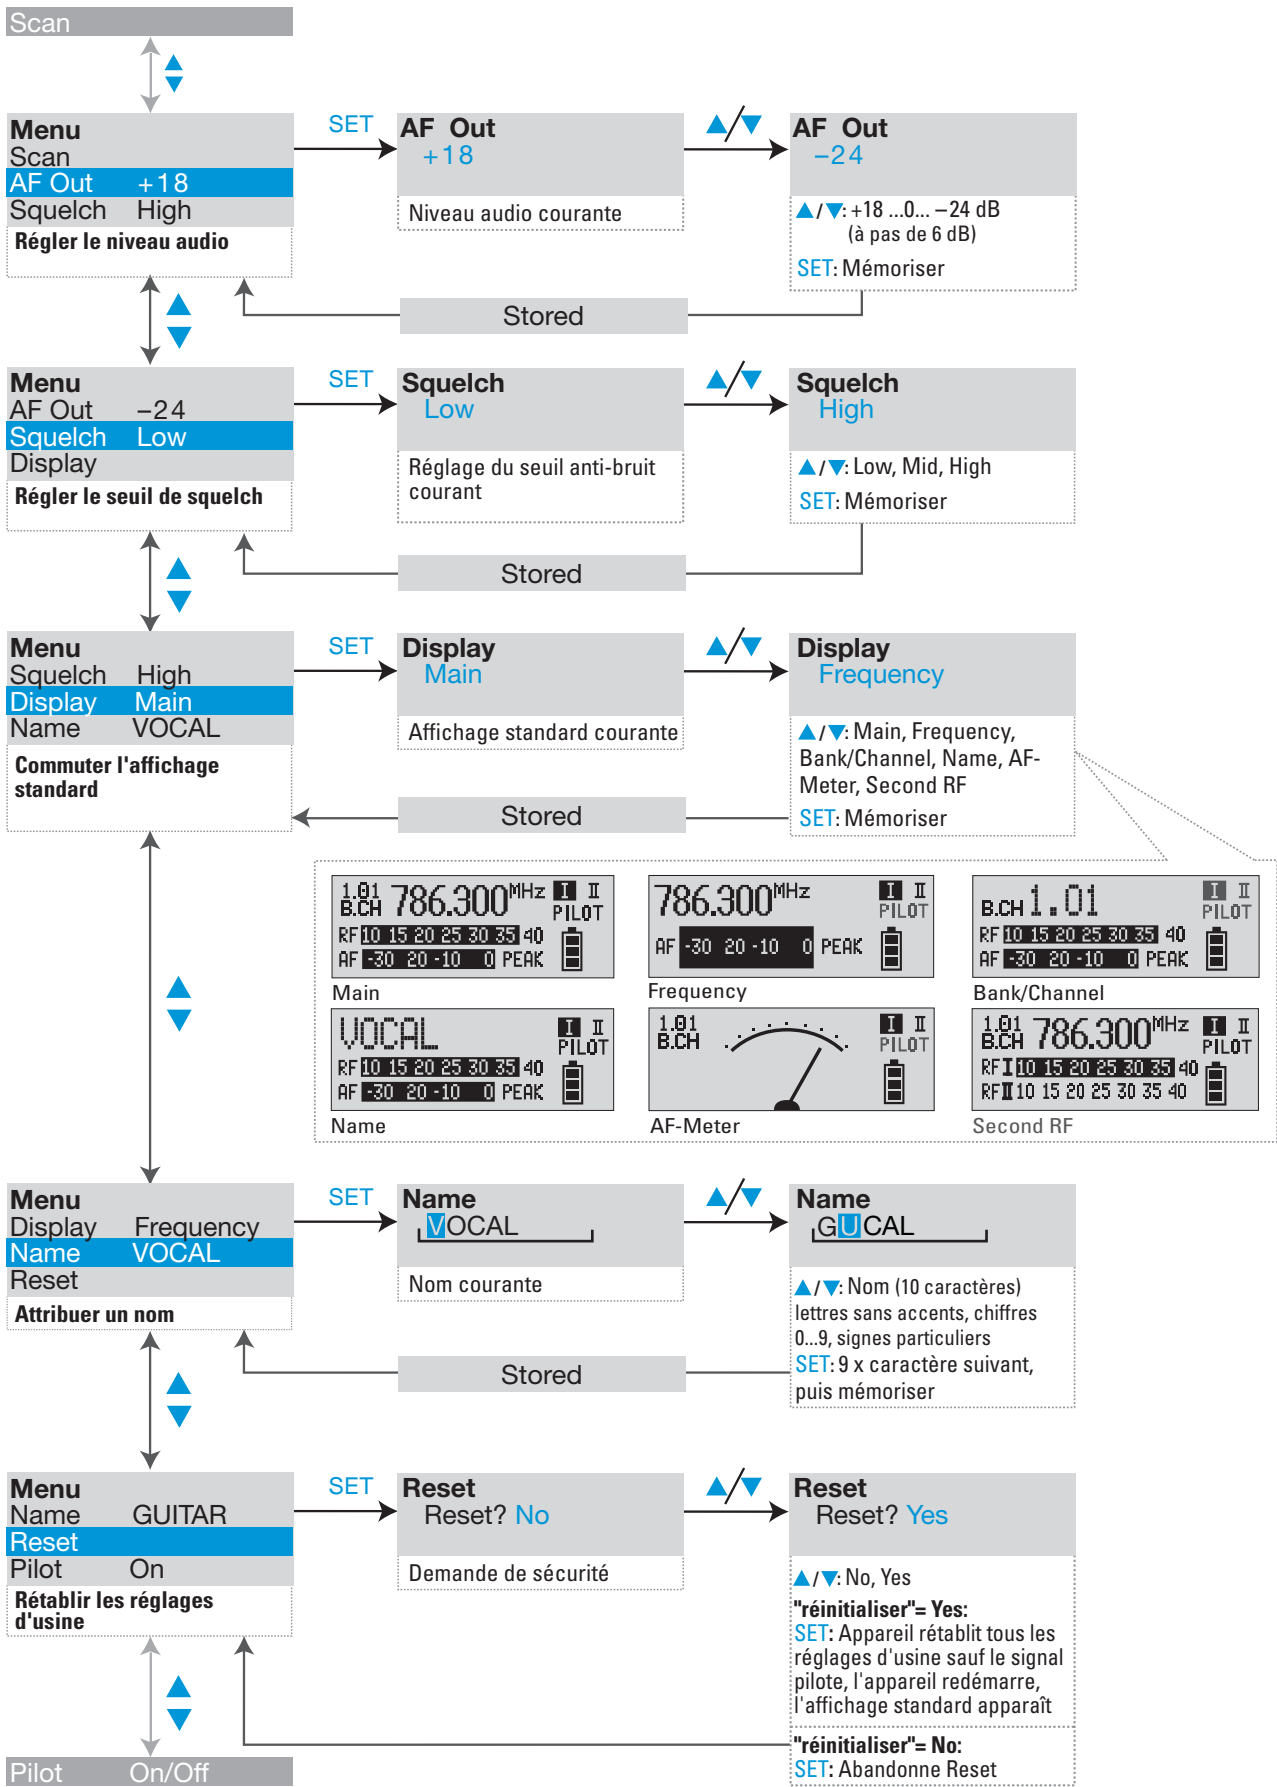 Scan
Menu
Scan
AF Out +18
Squelch High
Régler le niveau audio
SET
AF Out
+18
Niveau audio courante
AF Out
−24
▲/▼: +18 ...0... −24 dB
(à pas de 6 dB)
SET: Mémoriser
Stored
Menu
AF Out −24
Squelch Low
Display
Régler le seuil de squelch
SET
Squelch
Low
Réglage du seuil anti-bruit
courant
Squelch
High
▲/▼: Low, Mid, High
SET: Mémoriser
Stored
Menu
Squelch High
Display Main
Name VOCAL
Commuter l'affichage
standard
SET
Display
Main
Affichage standard courante
Display
Frequency
▲/▼: Main, Frequency,
Bank/Channel, Name, AF-
Meter, Second RF
SET: Mémoriser
Stored
1.01
B.CH 786.300MHz I II
PILOT
RF 10 15 20 25 30 35 40
AF -30 20 -10 0 PEAK
Main
786.300MHz I II
PILOT
AF -30 20 -10 0 PEAK
Frequency
B.CH 1.01 I II
PILOT
RF 10 15 20 25 30 35 40
AF -30 20 -10 0 PEAK
Bank/Channel
VOCAL I II
PILOT
RF 10 15 20 25 30 35 40
AF -30 20 -10 0 PEAK
Name
1.01
B.CH I II
PILOT
AF-Meter
1.01
B.CH 786.300MHz I II
PILOT
RF I 10 15 20 25 30 35 40
RF II 10 15 20 25 30 35 40
Second RF
Menu
Display Frequency
Name VOCAL
Reset
Attribuer un nom
SET
Name
VOCAL
Nom courante
Name
GUCAL
▲/▼: Nom (10 caractères)
lettres sans accents, chiffres
0...9, signes particuliers
SET: 9 x caractère suivant,
puis mémoriser
Stored
Menu
Name GUITAR
Reset
Pilot On
Rétablir les réglages
d'usine
SET
Reset
Reset? No
Demande de sécurité
Reset
Reset? Yes
▲/▼: No, Yes
"réinitialiser"= Yes:
SET: Appareil rétablit tous les
réglages d'usine sauf le signal
pilote, l'appareil redémarre,
l'affichage standard apparaît
"réinitialiser"= No:
SET: Abandonne Reset
Pilot On/Off